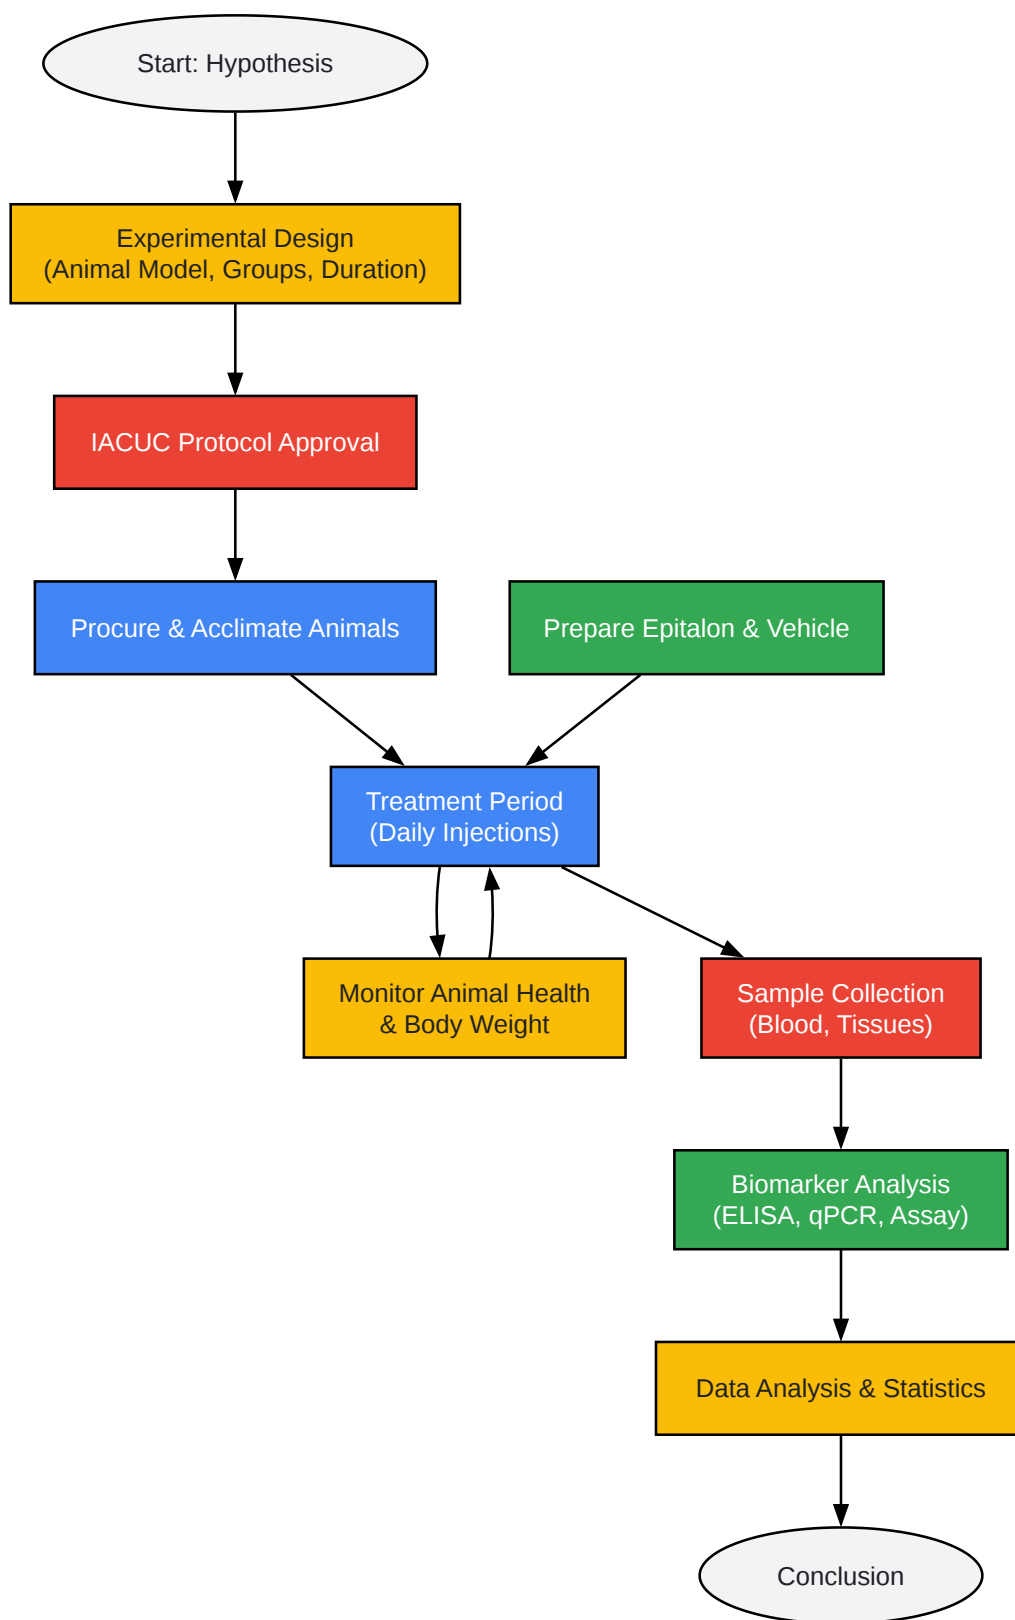 Start: Hypothesis
Experimental Design
(Animal Model, Groups, Duration)
IACUC Protocol Approval
Procure & Acclimate Animals
Prepare Epitalon & Vehicle
Treatment Period
(Daily Injections)
Monitor Animal Health
& Body Weight
Sample Collection
(Blood, Tissues)
Biomarker Analysis
(ELISA, qPCR, Assay)
Data Analysis & Statistics
Conclusion